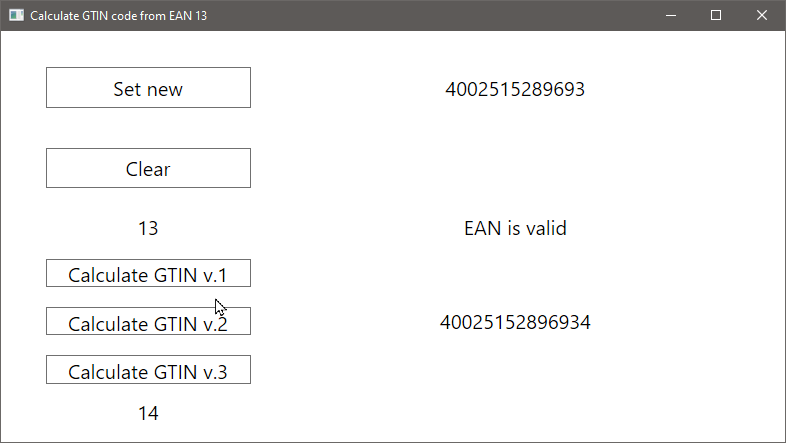 Calculate GTIN code from EAN 13
Set new
4002515289693
Clear
13
EAN is valid
Calculate GTIN v.1
Calculate GTIN v.2
40025152896934
Calculate GTIN v.3
14